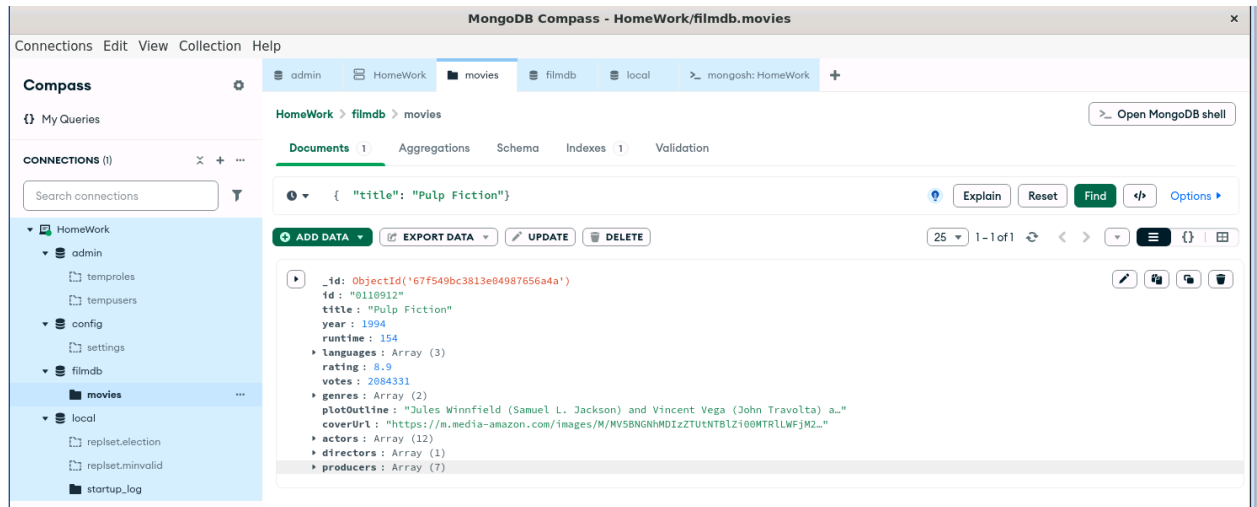 MongoDB Compass - HomeWork/filmdb.movies
Connections Edit View Collection Help
Compass
{} My Queries
CONNECTIONS (1)
Search connections
HomeWork
admin
temproles
tempusers
config
settings
filmdb
movies
local
replset.election
replset.minvalid
startup_log
admin HomeWork movies filmdb local >_ mongosh: HomeWork +
HomeWork > filmdb > movies
>_ Open MongoDB shell
Documents 1 Aggregations Schema Indexes 1 Validation
{ "title": "Pulp Fiction"}
Explain Reset Find </> Options
ADD DATA EXPORT DATA UPDATE DELETE
25 1 – 1 of 1 {}
_id: ObjectId('67f549bc3813e04987656a4a')
id : "0110912"
title : "Pulp Fiction"
year : 1994
runtime : 154
languages : Array (3)
rating : 8.9
votes : 2084331
genres : Array (2)
plotOutline : "Jules Winnfield (Samuel L. Jackson) and Vincent Vega (John Travolta) a…"
coverUrl : "https://m.media-amazon.com/images/M/MV5BNGNhMDIzZTUtNTBlZi00MTRlLWFjM2…"
actors : Array (12)
directors : Array (1)
producers : Array (7)